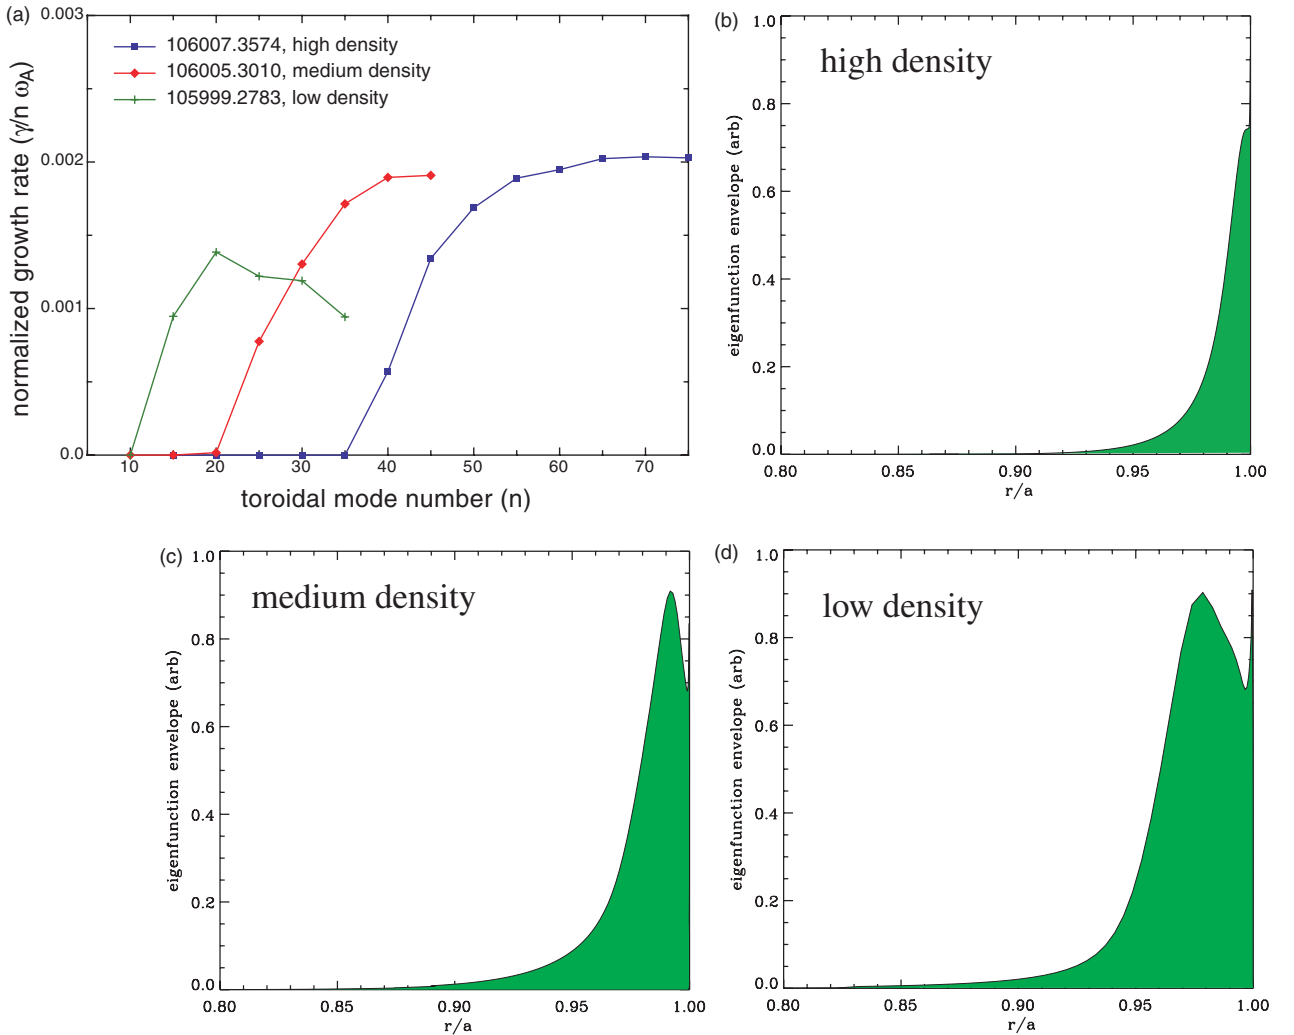 (a)
0.003
106007.3574, high density
106005.3010, medium density
105999.2783, low density
normalized growth rate (γ/n ωA)
0.002
0.001
0.0
10 20 30 40 50 60 70
toroidal mode number (n)
(b)
high density
eigenfunction envelope (arb)
1.0
0.8
0.6
0.4
0.2
0.0
0.80 0.85 0.90 0.95 1.00
r/a
(c)
medium density
eigenfunction envelope (arb)
1.0
0.8
0.6
0.4
0.2
0.0
0.80 0.85 0.90 0.95 1.00
r/a
(d)
low density
eigenfunction envelope (arb)
1.0
0.8
0.6
0.4
0.2
0.0
0.80 0.85 0.90 0.95 1.00
r/a